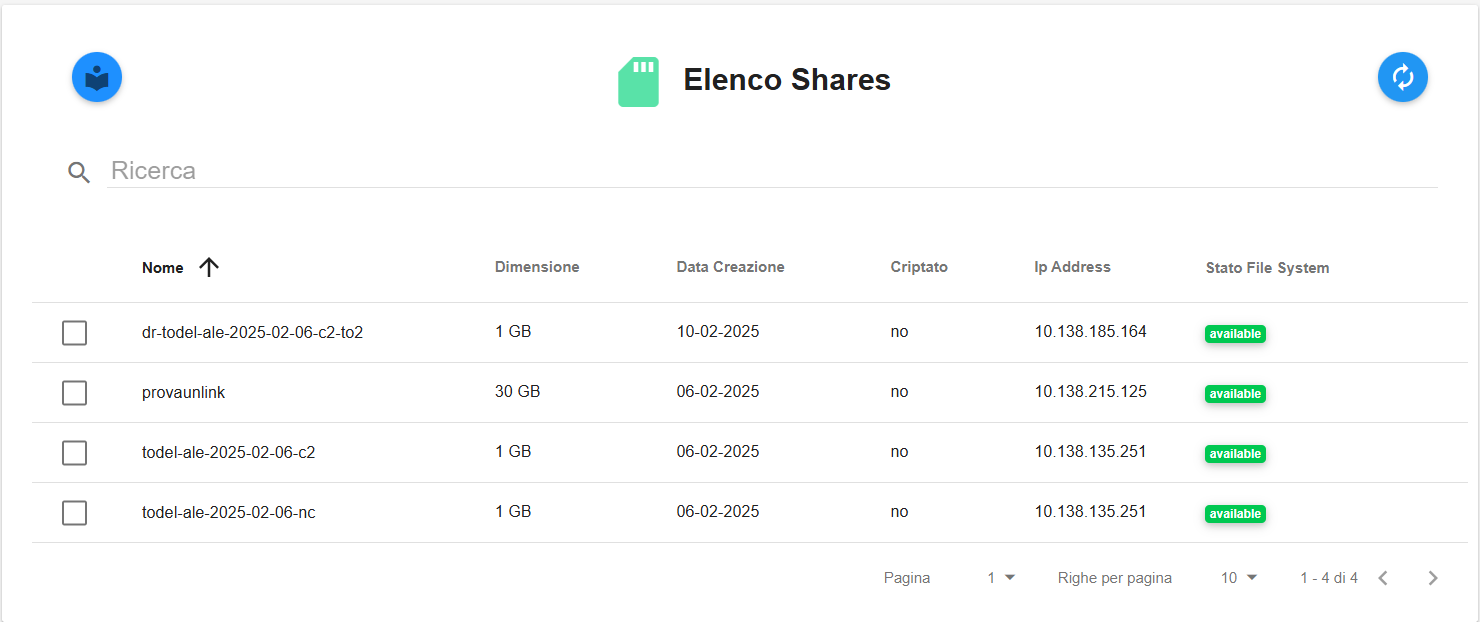 Elenco Shares
Ricerca
Nome Dimensione Data Creazione Criptato Ip Address Stato File System
dr-todel-ale-2025-02-06-c2-to2 1 GB 10-02-2025 no 10.138.185.164 available
provaunlink 30 GB 06-02-2025 no 10.138.215.125 available
todel-ale-2025-02-06-c2 1 GB 06-02-2025 no 10.138.135.251 available
todel-ale-2025-02-06-nc 1 GB 06-02-2025 no 10.138.135.251 available
Pagina 1 Righe per pagina 10 1 - 4 di 4